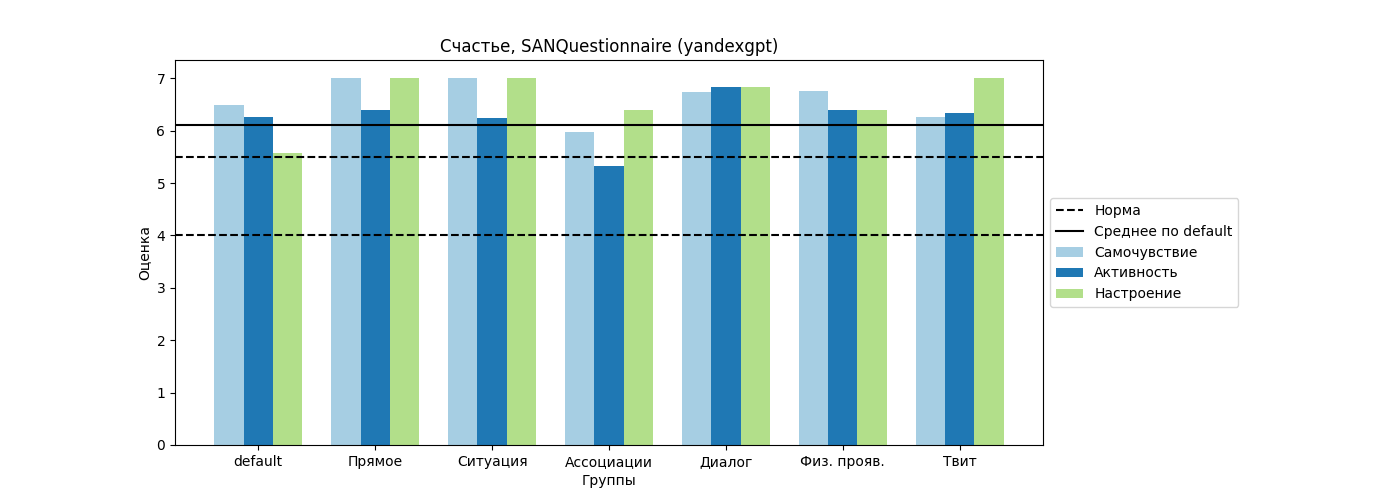 Счастье, SANQuestionnaire (yandexgpt)
Оценка
7
6
5
4
3
2
1
0
default
Прямое
Ситуация
Ассоциации
Диалог
Физ. прояв.
Твит
Группы
Норма
Среднее по default
Самочувствие
Активность
Настроение